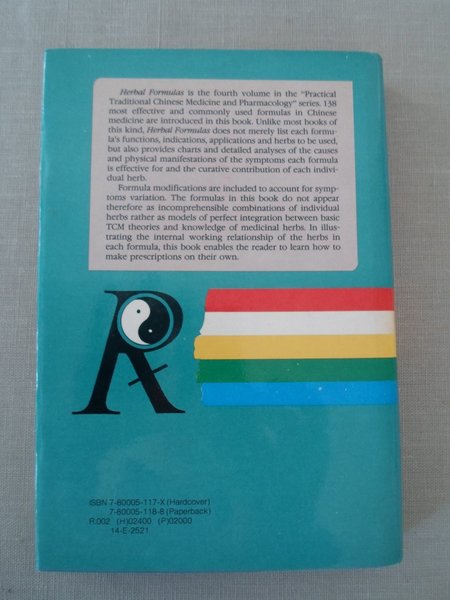 Herbal Formulas is the fourth volume in the "Practical
Traditional Chinese Medicine and Pharmacology" series. 138
most effective and commonly used formulas in Chinese
medicine are introduced in this book. Unlike most books of
this kind, Herbal Formulas does not merely list each formu-
la's functions, indications, applications and herbs to be used,
but also provides charts and detailed analyses of the causes
and physical manifestations of the symptoms each formula
is effective for and the curative contribution of each indivi-
dual herb.
Formula modifications are included to account for symp-
toms variation. The formulas in this book do not appear
therefore as incomprehensible combinations of individual
herbs rather as models of perfect integration between basic
TCM theories and knowledge of medicinal herbs. In illus-
trating the internal working relationship of the herbs in
each formula, this book enables the reader to learn how to
make prescriptions on their own.
Rx
ISBN 7-80005-117-X (Hardcover)
7-80005-118-8 (Paperback)
R:002 (H)02400 (P)02000
14-E-2521